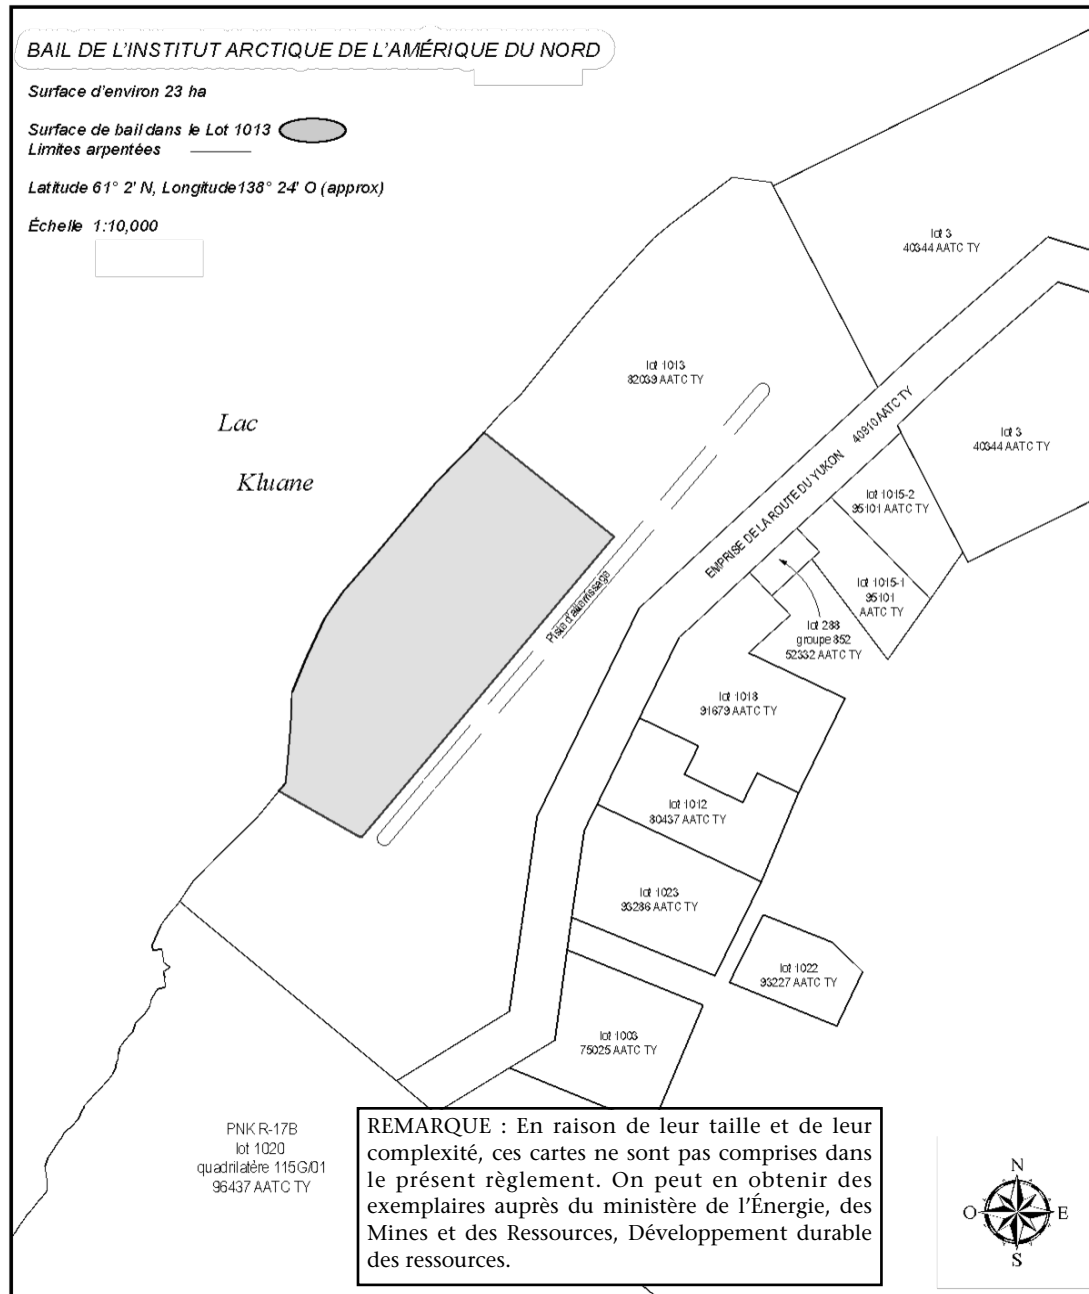 BAIL DE L'INSTITUT ARCTIQUE DE L'AMÉRIQUE DU NORD
Surface d'environ 23 ha
Surface de bail dans le Lot 1013
Limites arpentées
Latitude 61° 2' N, Longitude 138° 24' O (approx)
Échelle 1:10,000
Lac
Kluane
lot 3
40344 AATC TY
lot 1013
82039 AATC TY
EMPRISE DE LA ROUTE DU YUKON 40910 AATC TY
lot 3
40344 AATC TY
lot 1015-2
95101 AATC TY
lot 1015-1
95101
AATC TY
lot 288
groupe 852
52332 AATC TY
Piste d'atterrissage
lot 1018
91679 AATC TY
lot 1012
80437 AATC TY
lot 1023
93286 AATC TY
lot 1022
93227 AATC TY
lot 1003
75025 AATC TY
PNK R-17B
lot 1020
quadrilatère 115G/01
96437 AATC TY
REMARQUE : En raison de leur taille et de leur
complexité, ces cartes ne sont pas comprises dans
le présent règlement. On peut en obtenir des
exemplaires auprès du ministère de l'Énergie, des
Mines et des Ressources, Développement durable
des ressources.
N
O
E
S